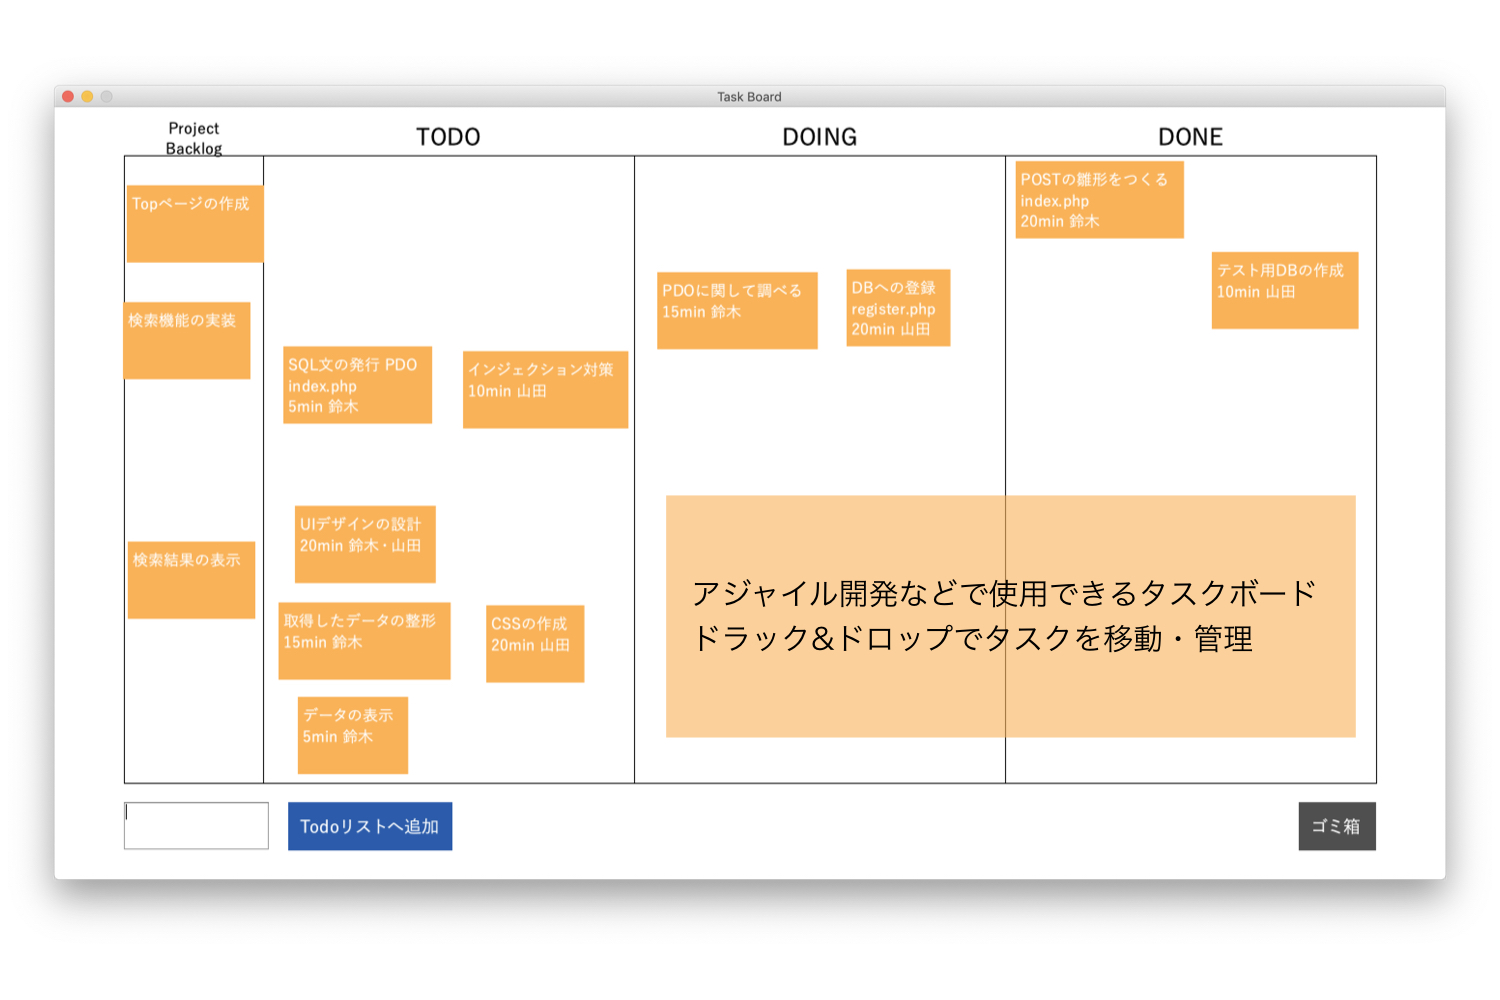 Task Board
Project
Backlog
TODO
DOING
DONE
Topページの作成
検索機能の実装
検索結果の表示
SQL文の発行 PDO
index.php
5min 鈴木
インジェクション対策
10min 山田
UIデザインの設計
20min 鈴木・山田
取得したデータの整形
15min 鈴木
CSSの作成
20min 山田
データの表示
5min 鈴木
PDOに関して調べる
15min 鈴木
DBへの登録
register.php
20min 山田
POSTの雛形をつくる
index.php
20min 鈴木
テスト用DBの作成
10min 山田
アジャイル開発などで使用できるタスクボード
ドラック&ドロップでタスクを移動・管理
Todoリストへ追加
ゴミ箱